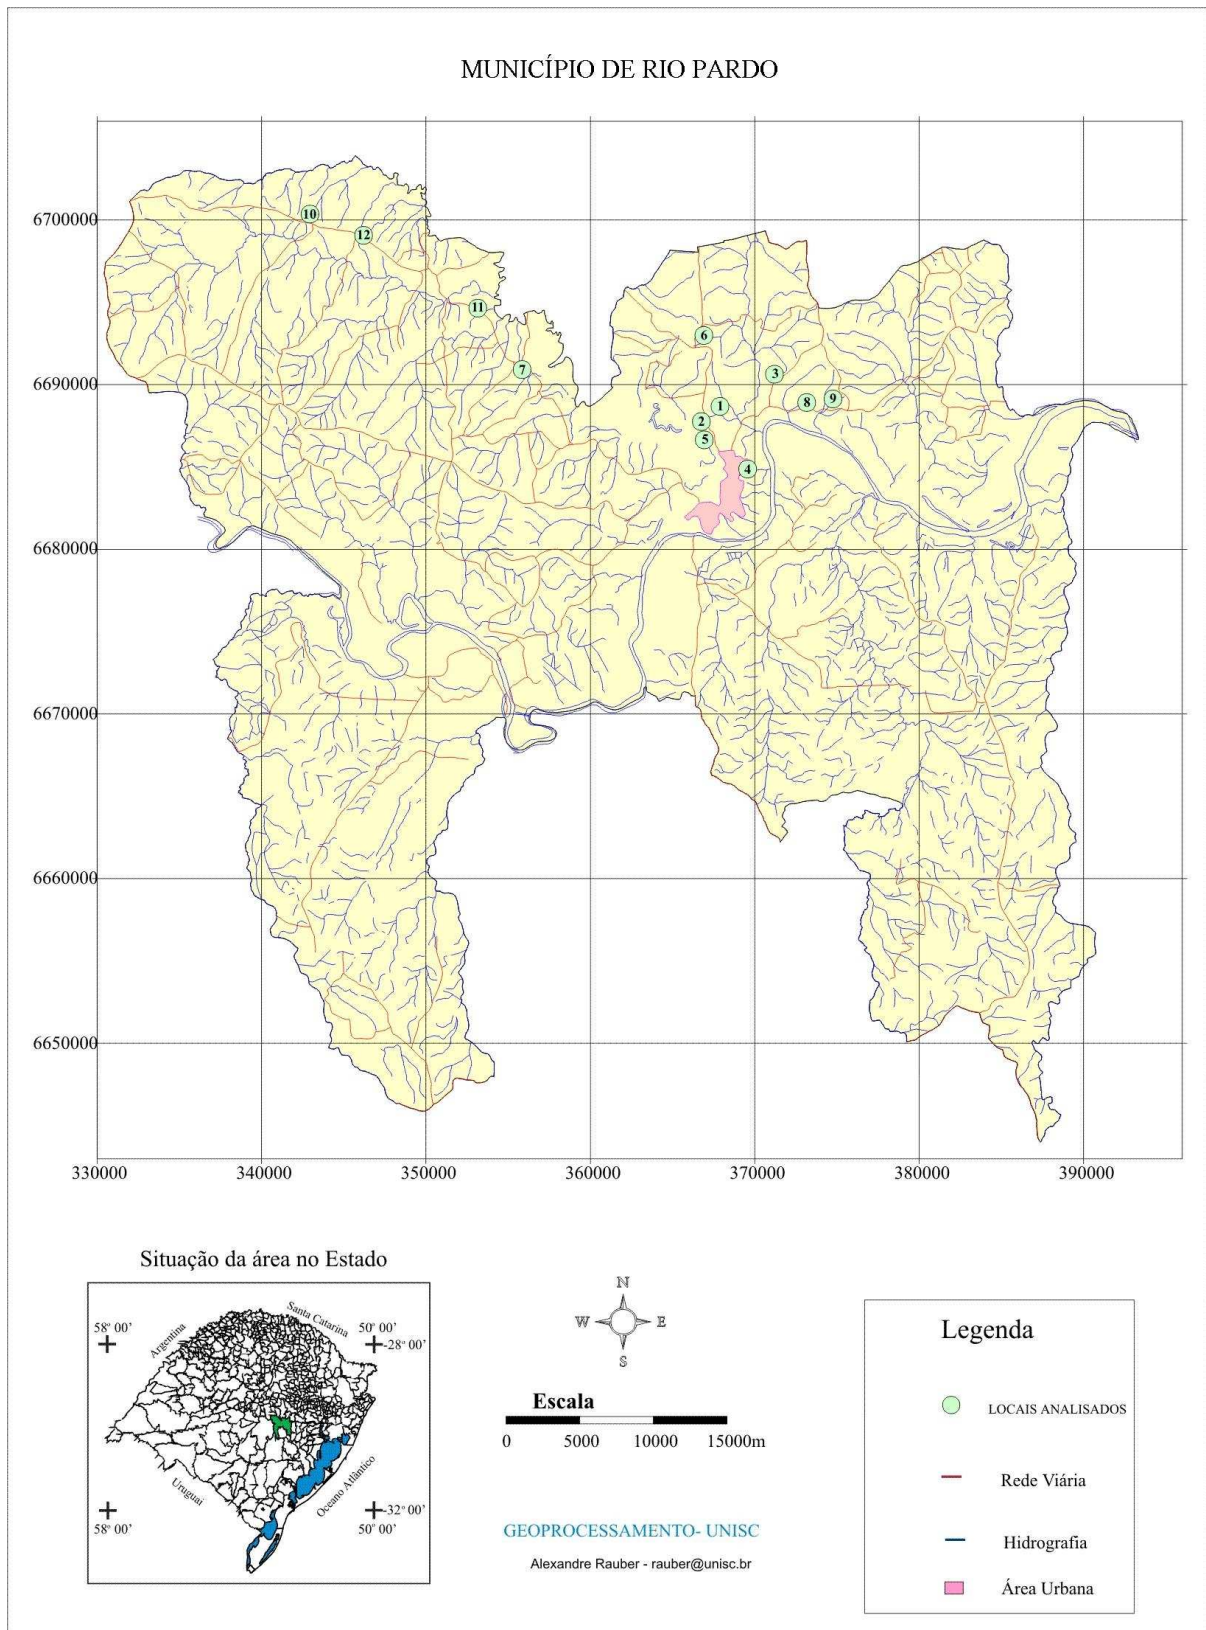 MUNICÍPIO DE RIO PARDO
6700000
6690000
6680000
6670000
6660000
6650000
10
12
11
7
6
3
8
9
1
2
5
4
330000 340000 350000 360000 370000 380000 390000
Situação da área no Estado
58° 00'
Argentina
Santa Catarina
50° 00'
-28° 00'
Uruguai
Oceano Atlântico
58° 00'
-32° 00'
50° 00'
N
W E
S
Escala
0 5000 10000 15000m
GEOPROCESSAMENTO- UNISC
Alexandre Rauber - rauber@unisc.br
Legenda
LOCAIS ANALISADOS
Rede Viária
Hidrografia
Área Urbana